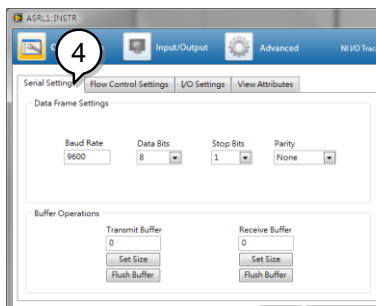 ASRL1::INSTR
4
Input/Output
Advanced
NI I/O Trac
Serial Setting
Flow Control Settings
I/O Settings
View Attributes
Data Frame Settings
Baud Rate
Data Bits
Stop Bits
Parity
9600
8
1
None
Buffer Operations
Transmit Buffer
Receive Buffer
0
0
Set Size
Set Size
Flush Buffer
Flush Buffer